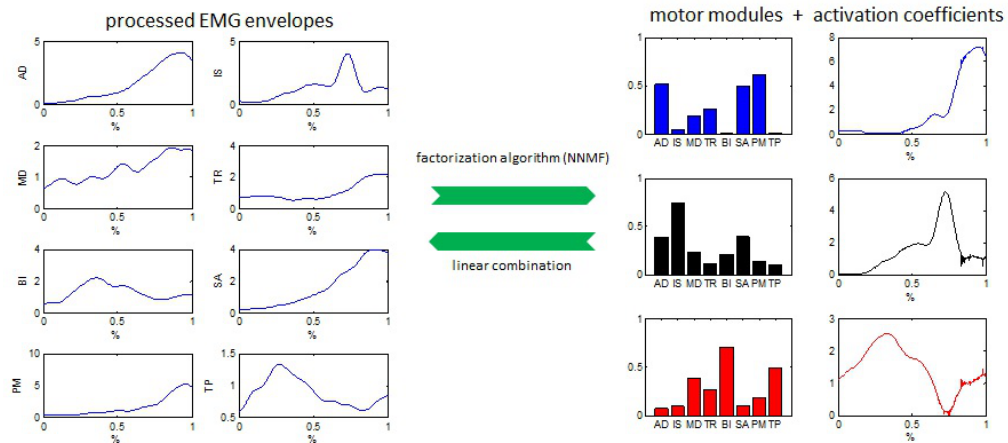 processed EMG envelopes
motor modules + activation coefficients
AD
5
0
0 0.5 1
%
IS
5
0
0 0.5 1
%
MD
2
1
0
0 0.5 1
%
TR
4
2
0
0 0.5 1
%
BI
4
2
0
0 0.5 1
%
SA
4
2
0
0 0.5 1
%
PM
10
5
0
0 0.5 1
%
TP
1.5
1
0.5
0 0.5 1
%
factorization algorithm (NNMF)
linear combination
1
0.5
0
AD IS MD TR BI SA PM TP
8
6
4
2
0
0 0.5 1
%
1
0.5
0
AD IS MD TR BI SA PM TP
6
4
2
0
0 0.5 1
%
1
0.5
0
AD IS MD TR BI SA PM TP
3
2
1
0
0 0.5 1
%